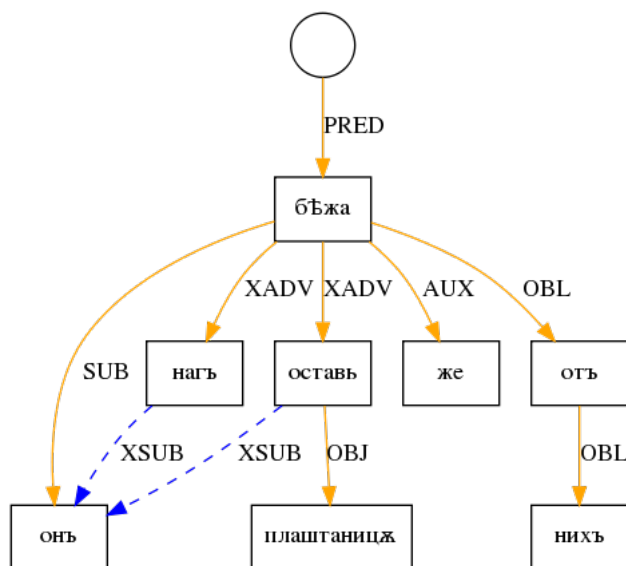 PRED
бѣжа
XADV XADV AUX OBL
SUB
нагъ оставь же отъ
XSUB XSUB OBJ OBL
онъ плаштаницѫ нихъ